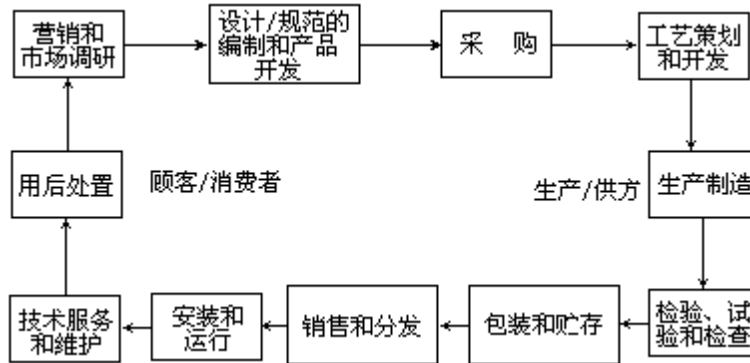 营销和
市场调研
设计/规范的
编制和产品
开发
采 购
工艺策划
和开发
用后处置
顾客/消费者
生产/供方
生产制造
技术服务
和维护
安装和
运行
销售和分发
包装和贮存
检验、试
验和检查